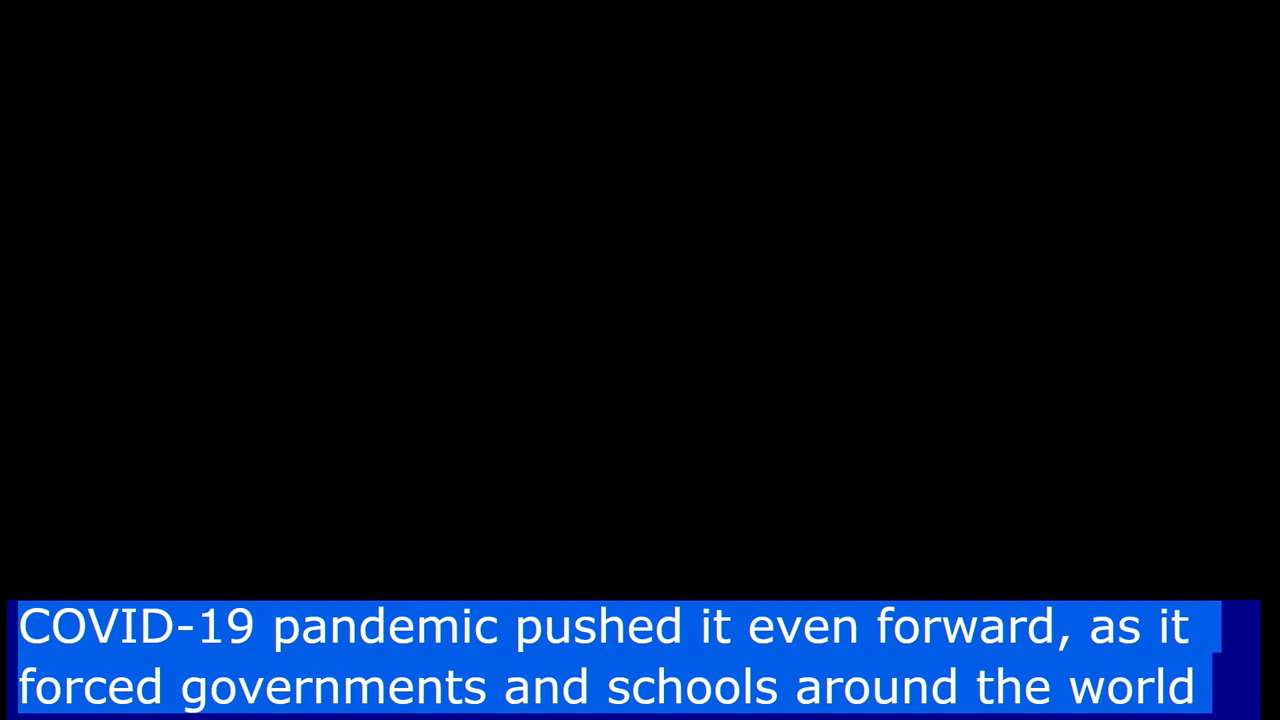 COVID-19 pandemic pushed it even forward, as it
forced governments and schools around the world